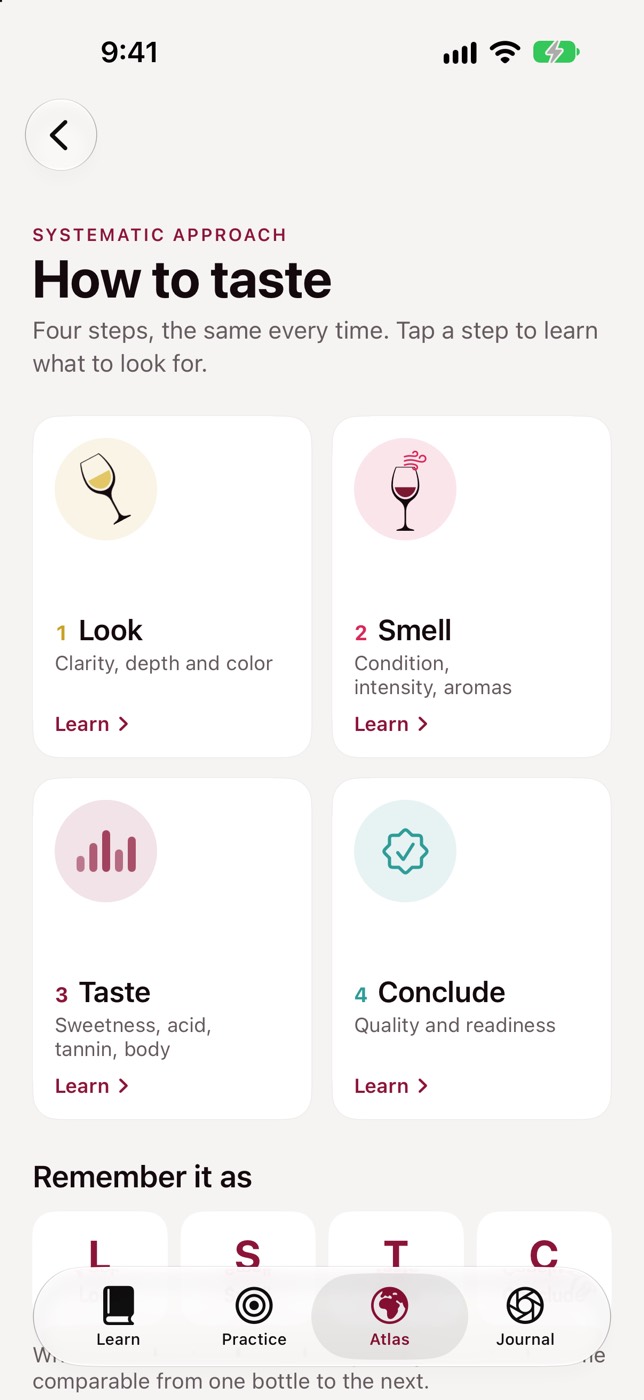 9:41
SYSTEMATIC APPROACH
How to taste
Four steps, the same every time. Tap a step to learn
what to look for.
1 Look
Clarity, depth and color
Learn
2 Smell
Condition,
intensity, aromas
Learn
3 Taste
Sweetness, acid,
tannin, body
Learn
4 Conclude
Quality and readiness
Learn
Remember it as
L
S
T
C
Learn
Practice
Atlas
Journal
comparable from one bottle to the next.